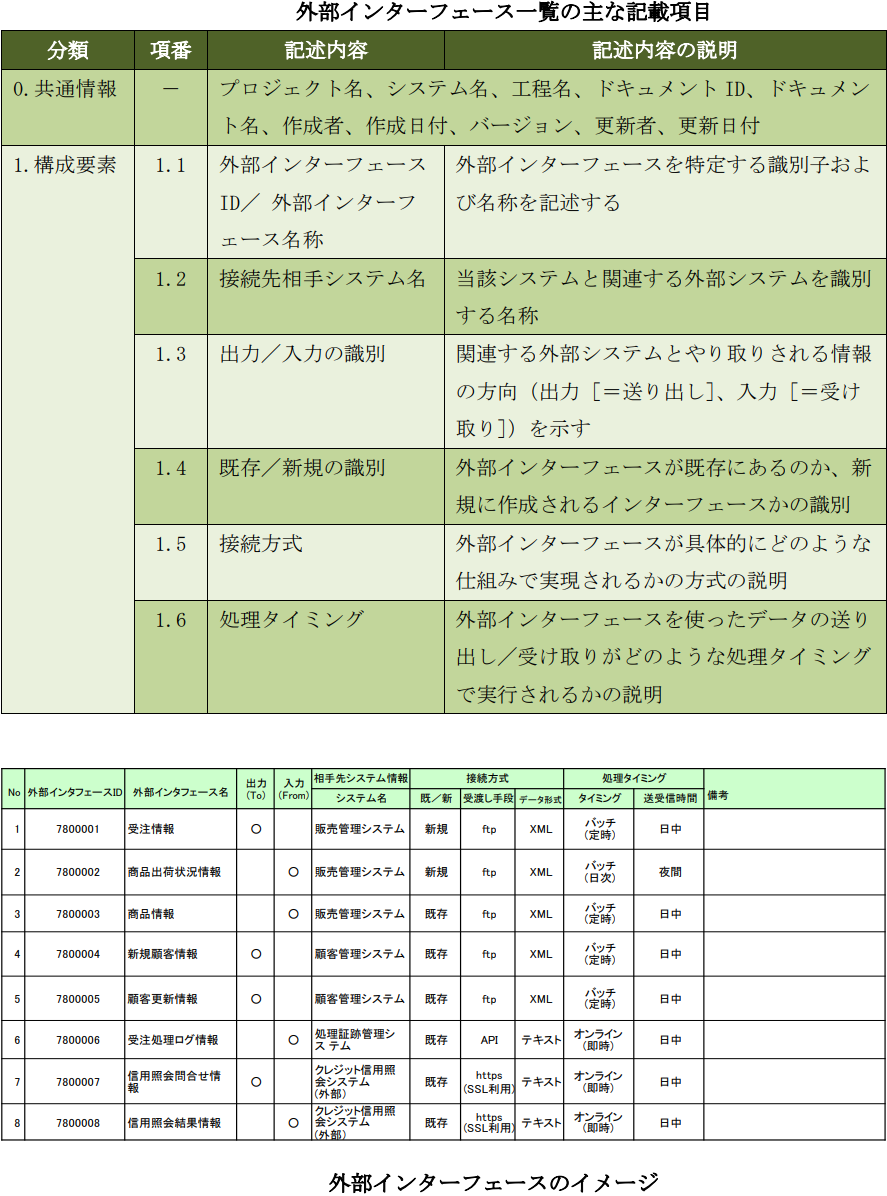 外部インターフェース一覧の主な記載項目
分類 項番 記述内容 記述内容の説明
0.共通情報 － プロジェクト名、システム名、工程名、ドキュメント ID、ドキュメン
ト名、作成者、作成日付、バージョン、更新者、更新日付
1.構成要素 1.1 外部インターフェース 外部インターフェースを特定する識別子およ
ID／ 外部インターフ び名称を記述する
ェース名称
1.2 接続先相手システム名 当該システムと関連する外部システムを識別
する名称
1.3 出力／入力の識別 関連する外部システムとやり取りされる情報
の方向（出力［＝送り出し］、入力［＝受け
取り］）を示す
1.4 既存／新規の識別 外部インターフェースが既存にあるのか、新
規に作成されるインターフェースかの識別
1.5 接続方式 外部インターフェースが具体的にどのような
仕組みで実現されるかの方式の説明
1.6 処理タイミング 外部インターフェースを使ったデータの送り
出し／受け取りがどのような処理タイミング
で実行されるかの説明
No 外部インタフェースID 外部インタフェース名 出力 入力 相手先システム情報 接続方式 処理タイミング 備考
(To) (From) システム名 既／新 受渡し手段 データ形式 タイミング 送受信時間
1 7800001 受注情報 ○ 販売管理システム 新規 ftp XML バッチ 日中
(定時)
2 7800002 商品出荷状況情報 ○ 販売管理システム 新規 ftp XML バッチ 夜間
(日次)
3 7800003 商品情報 ○ 販売管理システム 既存 ftp XML バッチ 日中
(定時)
4 7800004 新規顧客情報 ○ 顧客管理システム 既存 ftp XML バッチ 日中
(定時)
5 7800005 顧客更新情報 ○ 顧客管理システム 既存 ftp XML バッチ 日中
(定時)
6 7800006 受注処理ログ情報 ○ 処理証跡管理シ 既存 API テキスト オンライン 日中
ス テム (即時)
7 7800007 信用照会問合せ情 ○ クレジット信用照 既存 https テキスト オンライン 日中
報 会システム (SSL利用) (即時)
(外部)
8 7800008 信用照会結果情報 ○ クレジット信用照 既存 https テキスト オンライン 日中
会システム (SSL利用) (即時)
(外部)
外部インターフェースのイメージ